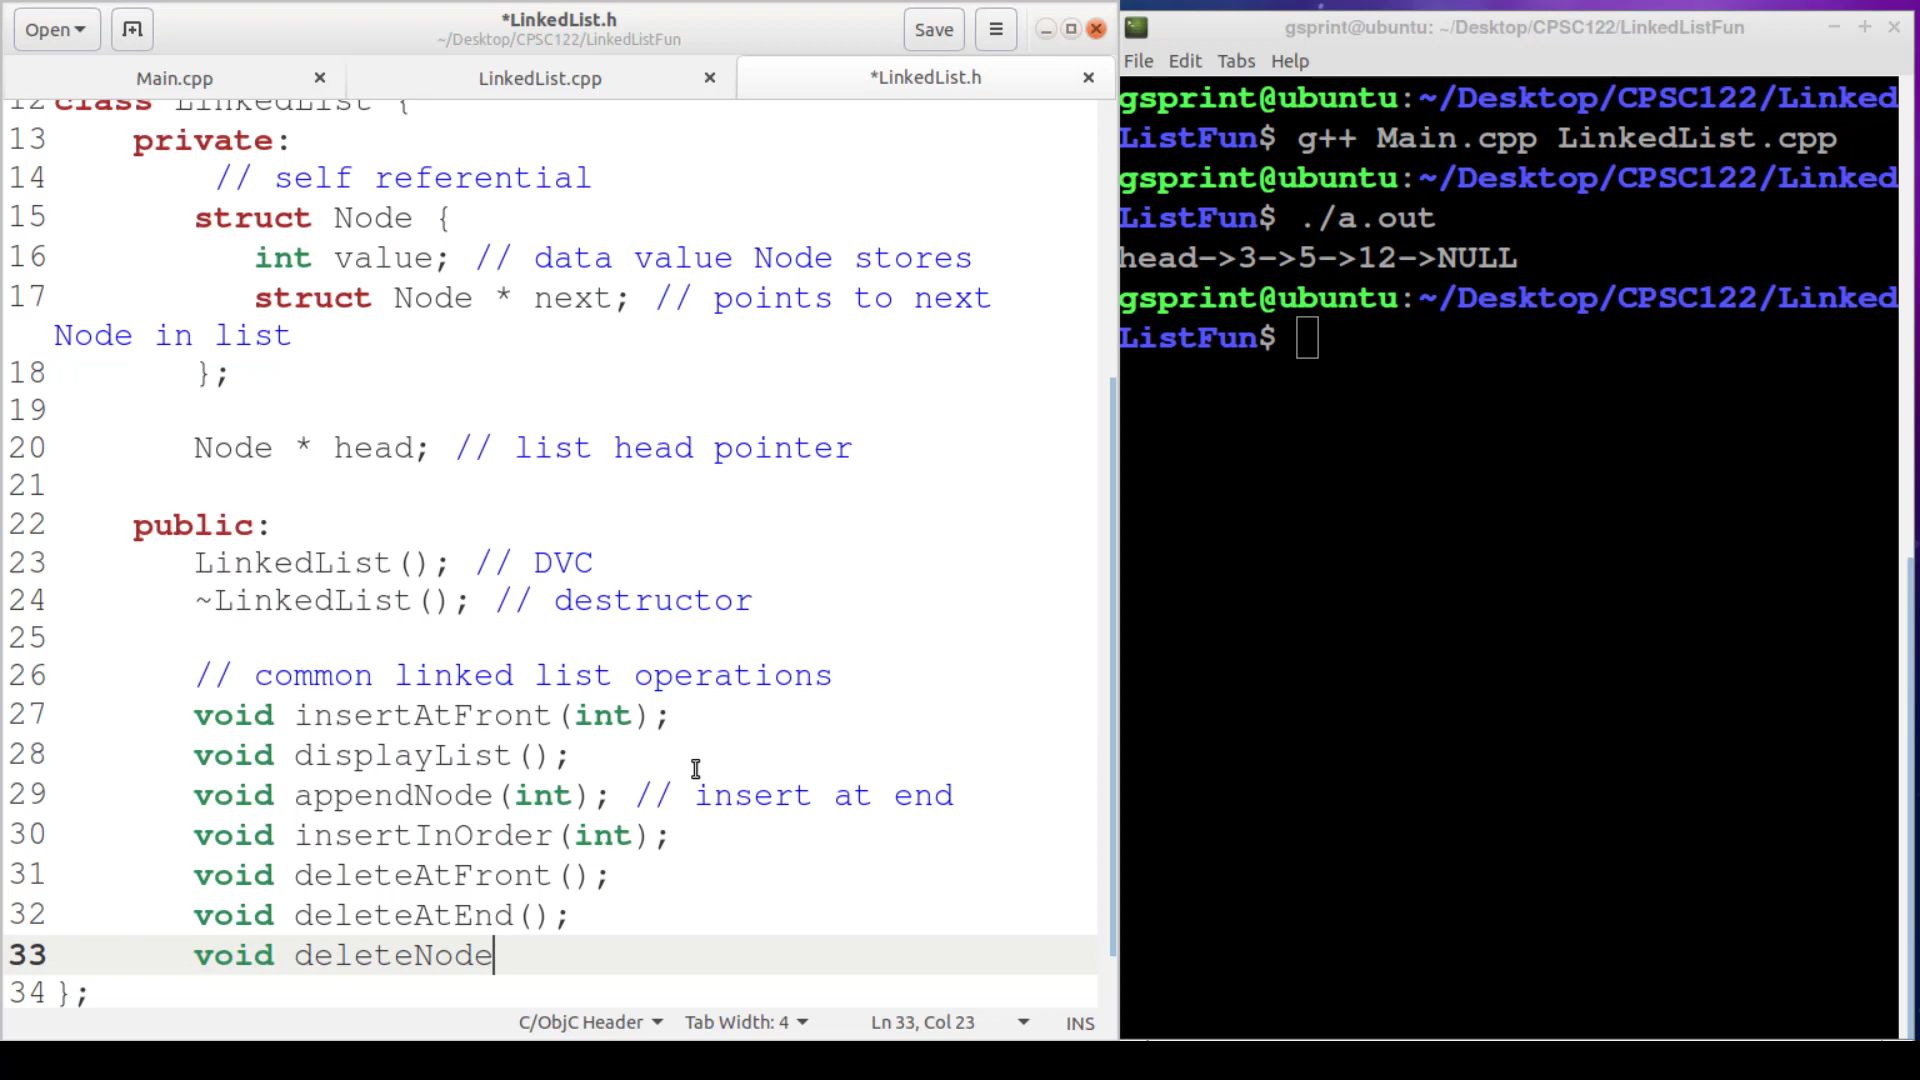 Open
*LinkedList.h
~/Desktop/CPSC122/LinkedListFun
Save
Main.cpp
LinkedList.cpp
*LinkedList.h
12 class LinkedList {
13 private:
14 // self referential
15 struct Node {
16 int value; // data value Node stores
17 struct Node * next; // points to next
Node in list
18 };
19
20 Node * head; // list head pointer
21
22 public:
23 LinkedList(); // DVC
24 ~LinkedList(); // destructor
25
26 // common linked list operations
27 void insertAtFront(int);
28 void displayList();
29 void appendNode(int); // insert at end
30 void insertInOrder(int);
31 void deleteAtFront();
32 void deleteAtEnd();
33 void deleteNode
34 };
C/ObjC Header
Tab Width: 4
Ln 33, Col 23
INS
gsprint@ubuntu: ~/Desktop/CPSC122/LinkedListFun
File Edit Tabs Help
gsprint@ubuntu:~/Desktop/CPSC122/Linked
ListFun$ g++ Main.cpp LinkedList.cpp
gsprint@ubuntu:~/Desktop/CPSC122/Linked
ListFun$ ./a.out
head->3->5->12->NULL
gsprint@ubuntu:~/Desktop/CPSC122/Linked
ListFun$